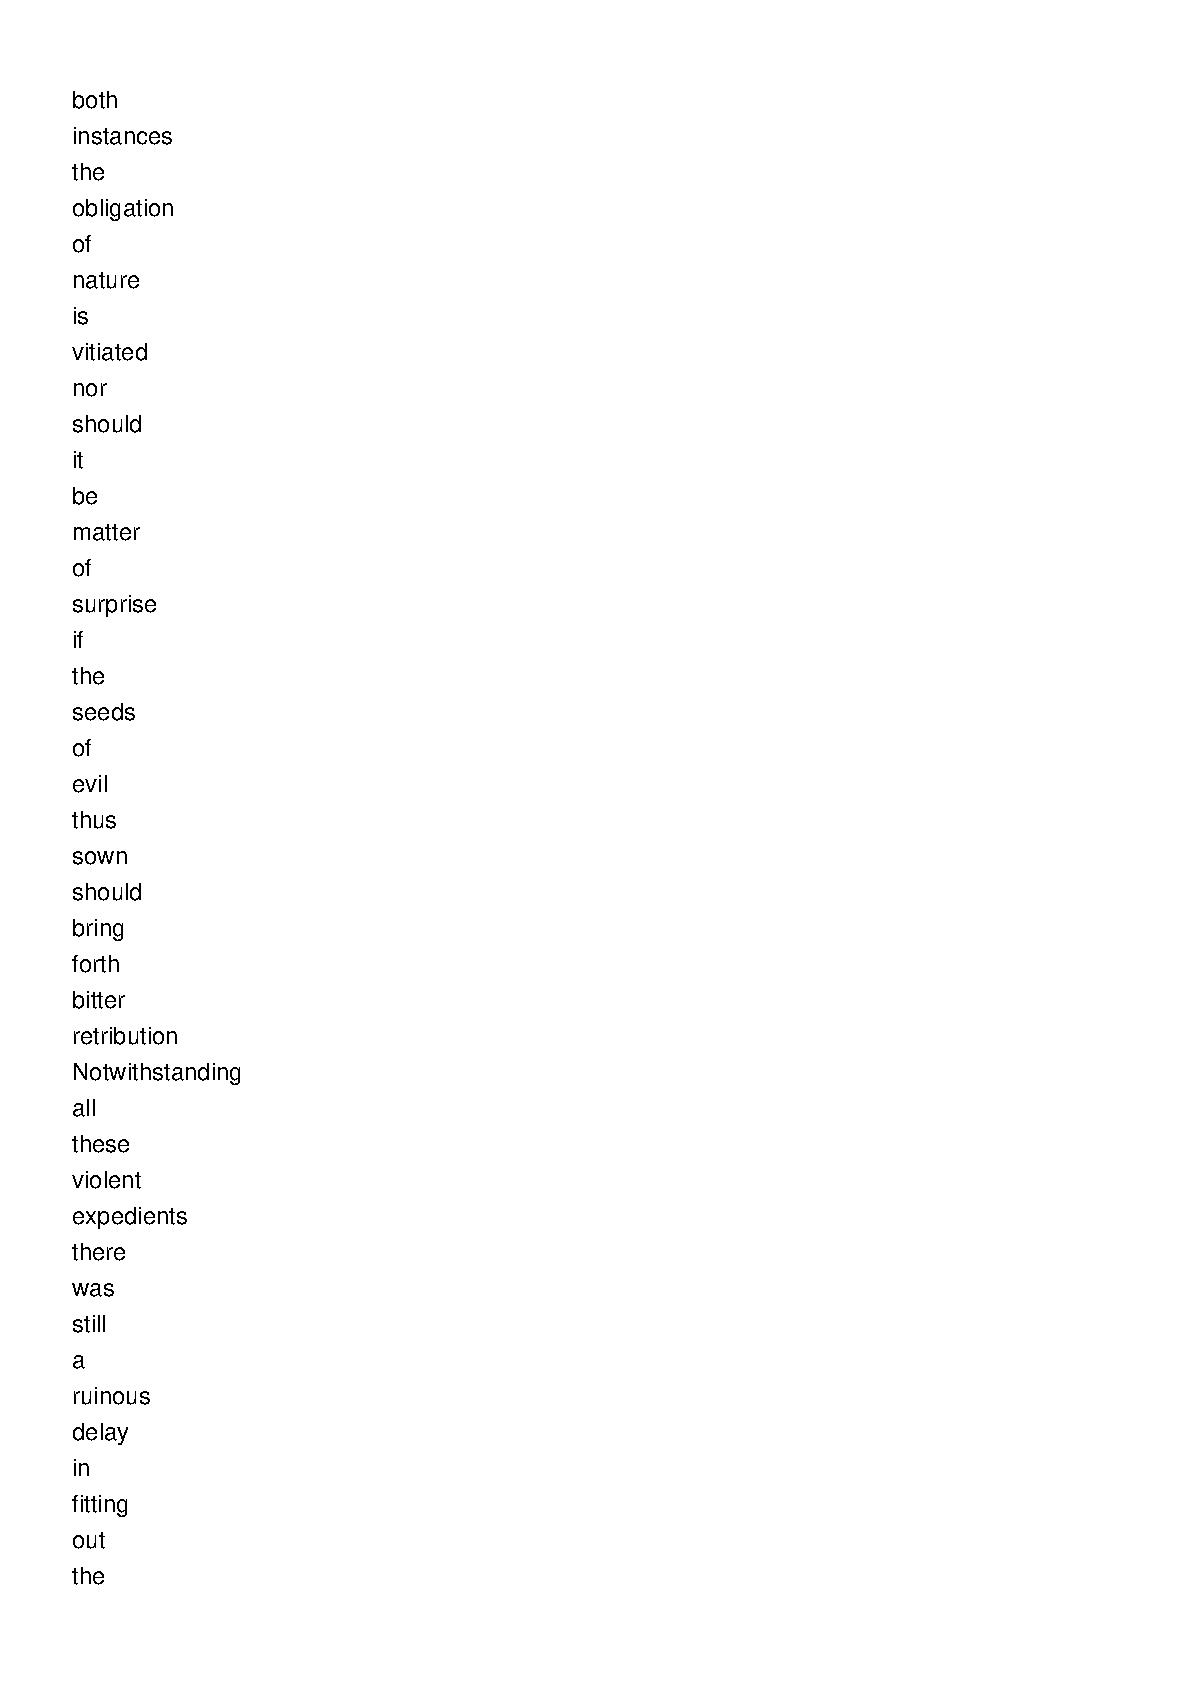 both
instances
the
obligation
of
nature
is
vitiated
nor
should
it
be
matter
of
surprise
if
the
seeds
of
evil
thus
sown
should
bring
forth
bitter
retribution
Notwithstanding
all
these
violent
expedients
there
was
still
a
ruinous
delay
in
fitting
out
the